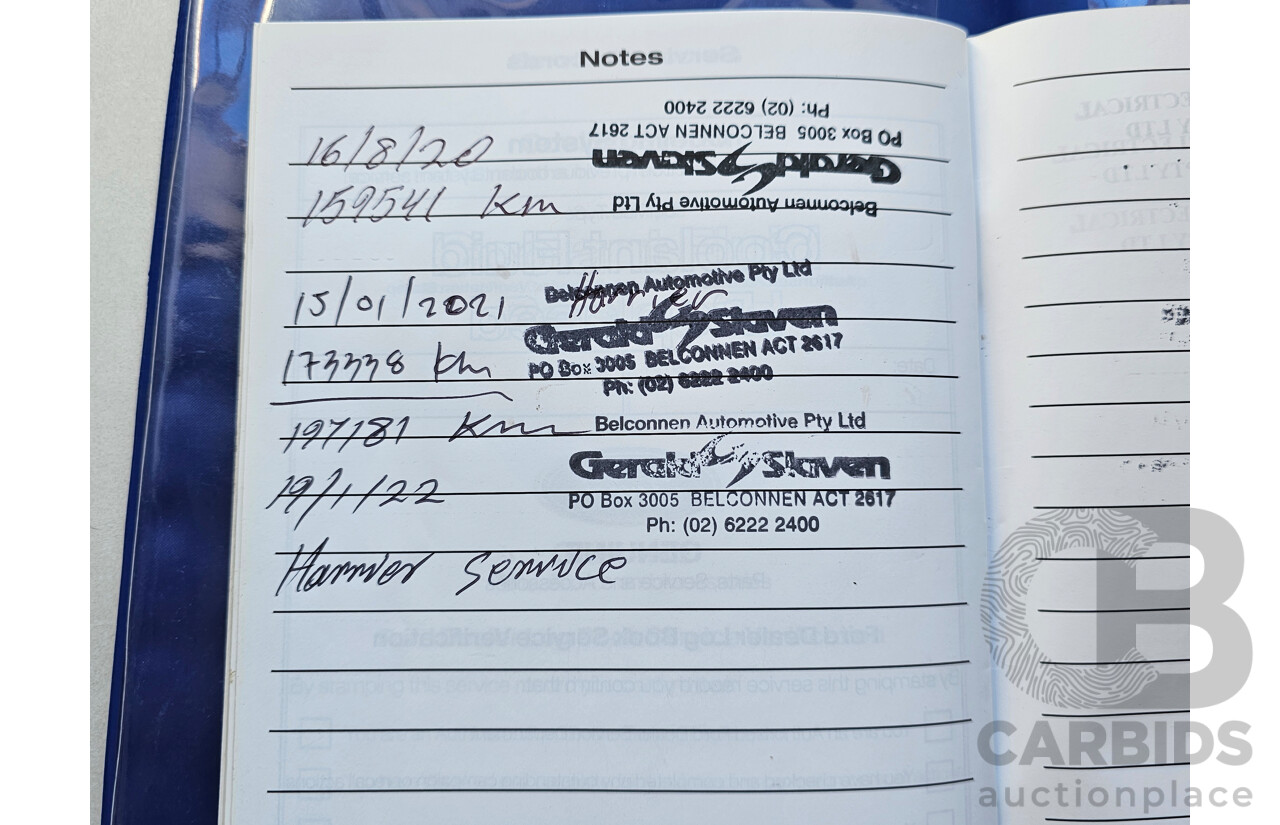 Notes
Ph: (02) 6222 2400
PO Box 3005 BELCONNEN ACT 2617
16/8/20
Gerald Slaven
159541 Km
Belconnen Automotive Pty Ltd
Belconnen Automotive Pty Ltd
15/01/2021 Harrier
Gerald Slaven
PO Box 3005 BELCONNEN ACT 2617
173338 km
Ph: (02) 6222 2400
197181 Km
Belconnen Automotive Pty Ltd
Gerald Slaven
19/1/22
PO Box 3005 BELCONNEN ACT 2617
Ph: (02) 6222 2400
Harrier Service
CARBIDS
auctionplace